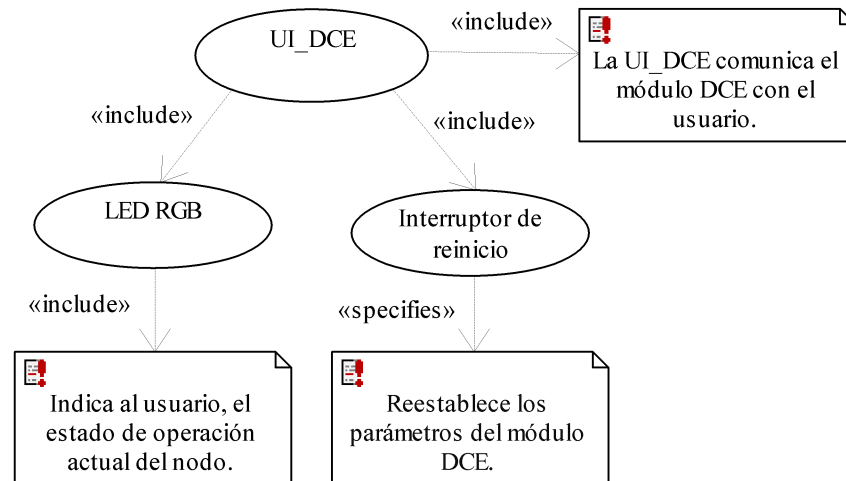 UI_DCE
«include»
La UI_DCE comunica el
módulo DCE con el
usuario.
«include»
«include»
LED RGB
Interruptor de
reinicio
«include»
«specifies»
Indica al usuario, el
estado de operación
actual del nodo.
Reestablece los
parámetros del módulo
DCE.